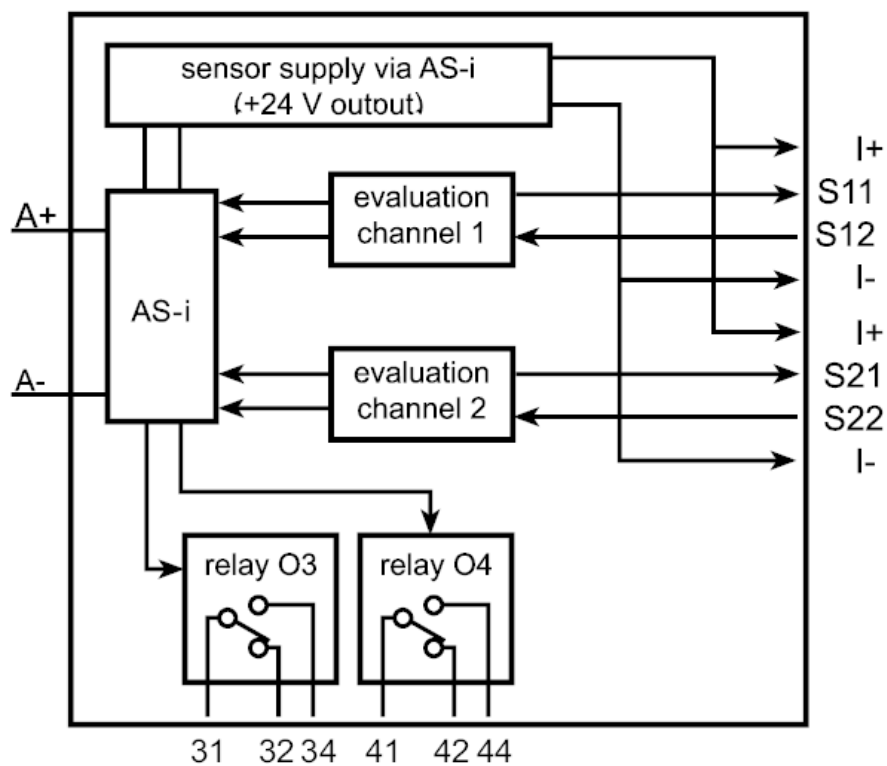 sensor supply via AS-i
(+24 V output)
I+
evaluation
channel 1
S11
A+
S12
I-
AS-i
I+
evaluation
channel 2
S21
A-
S22
I-
relay O3
relay O4
31
32
34
41
42
44